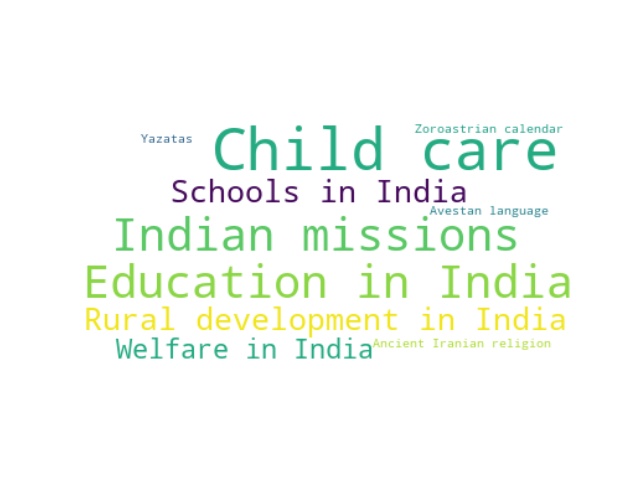 Zoroastrian calendar
Yazatas
Child care
Schools in India
Avestan language
Indian missions
Education in India
Rural development in India
Ancient Iranian religion
Welfare in India